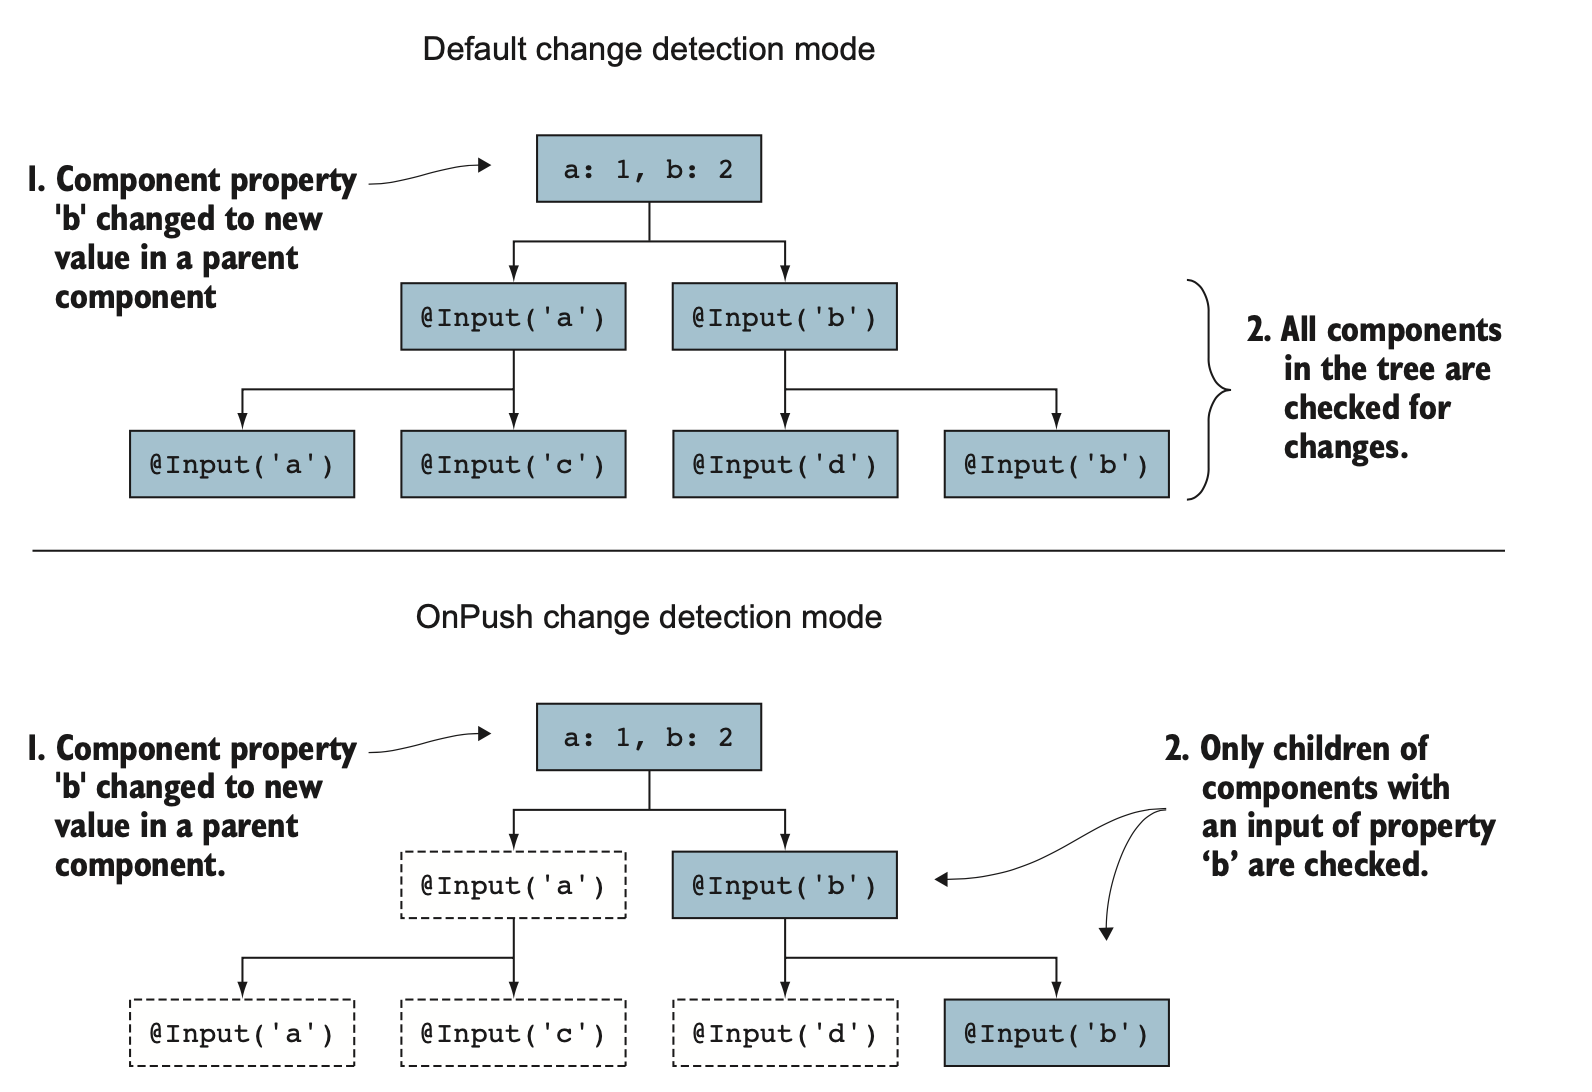 Default change detection mode
a: 1, b: 2
1. Component property
'b' changed to new
value in a parent
component
@Input('a')
@Input('b')
2. All components
in the tree are
checked for
changes.
@Input('a')
@Input('c')
@Input('d')
@Input('b')
OnPush change detection mode
a: 1, b: 2
1. Component property
'b' changed to new
value in a parent
component.
2. Only children of
components with
an input of property
‘b’ are checked.
@Input('a')
@Input('b')
@Input('a')
@Input('c')
@Input('d')
@Input('b')